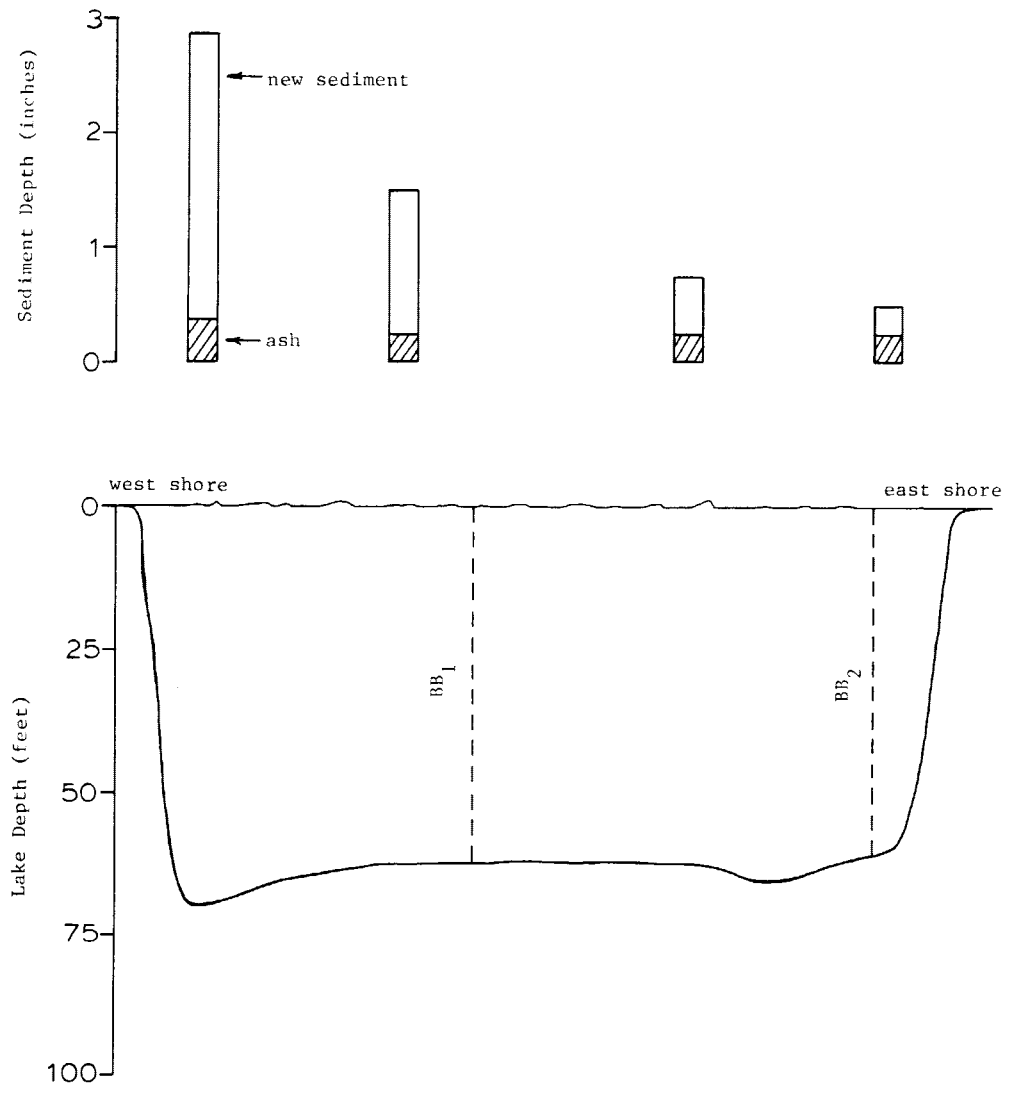 Sediment Depth (inches)
3
2
1
0
new sediment
ash
west shore
east shore
Lake Depth (feet)
0
25
50
75
100
BB1
BB2